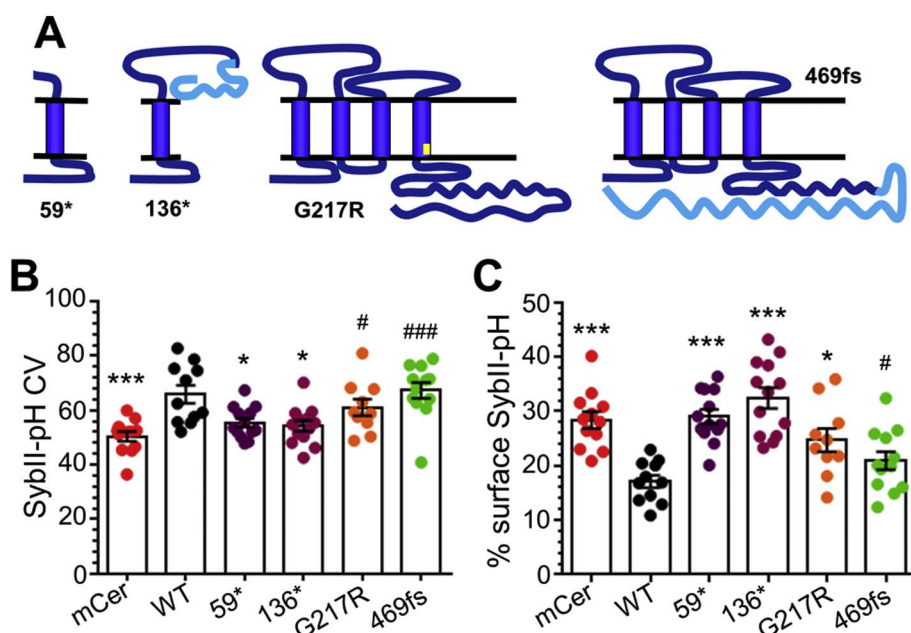 A
469fs
59*
136*
G217R
B
C
SybII-pH CV
100
80
60
40
20
0
***
*
*
#
###
mCer
WT
59*
136*
G217R
469fs
% surface SybII-pH
50
40
30
20
10
0
***
***
***
*
#
mCer
WT
59*
136*
G217R
469fs